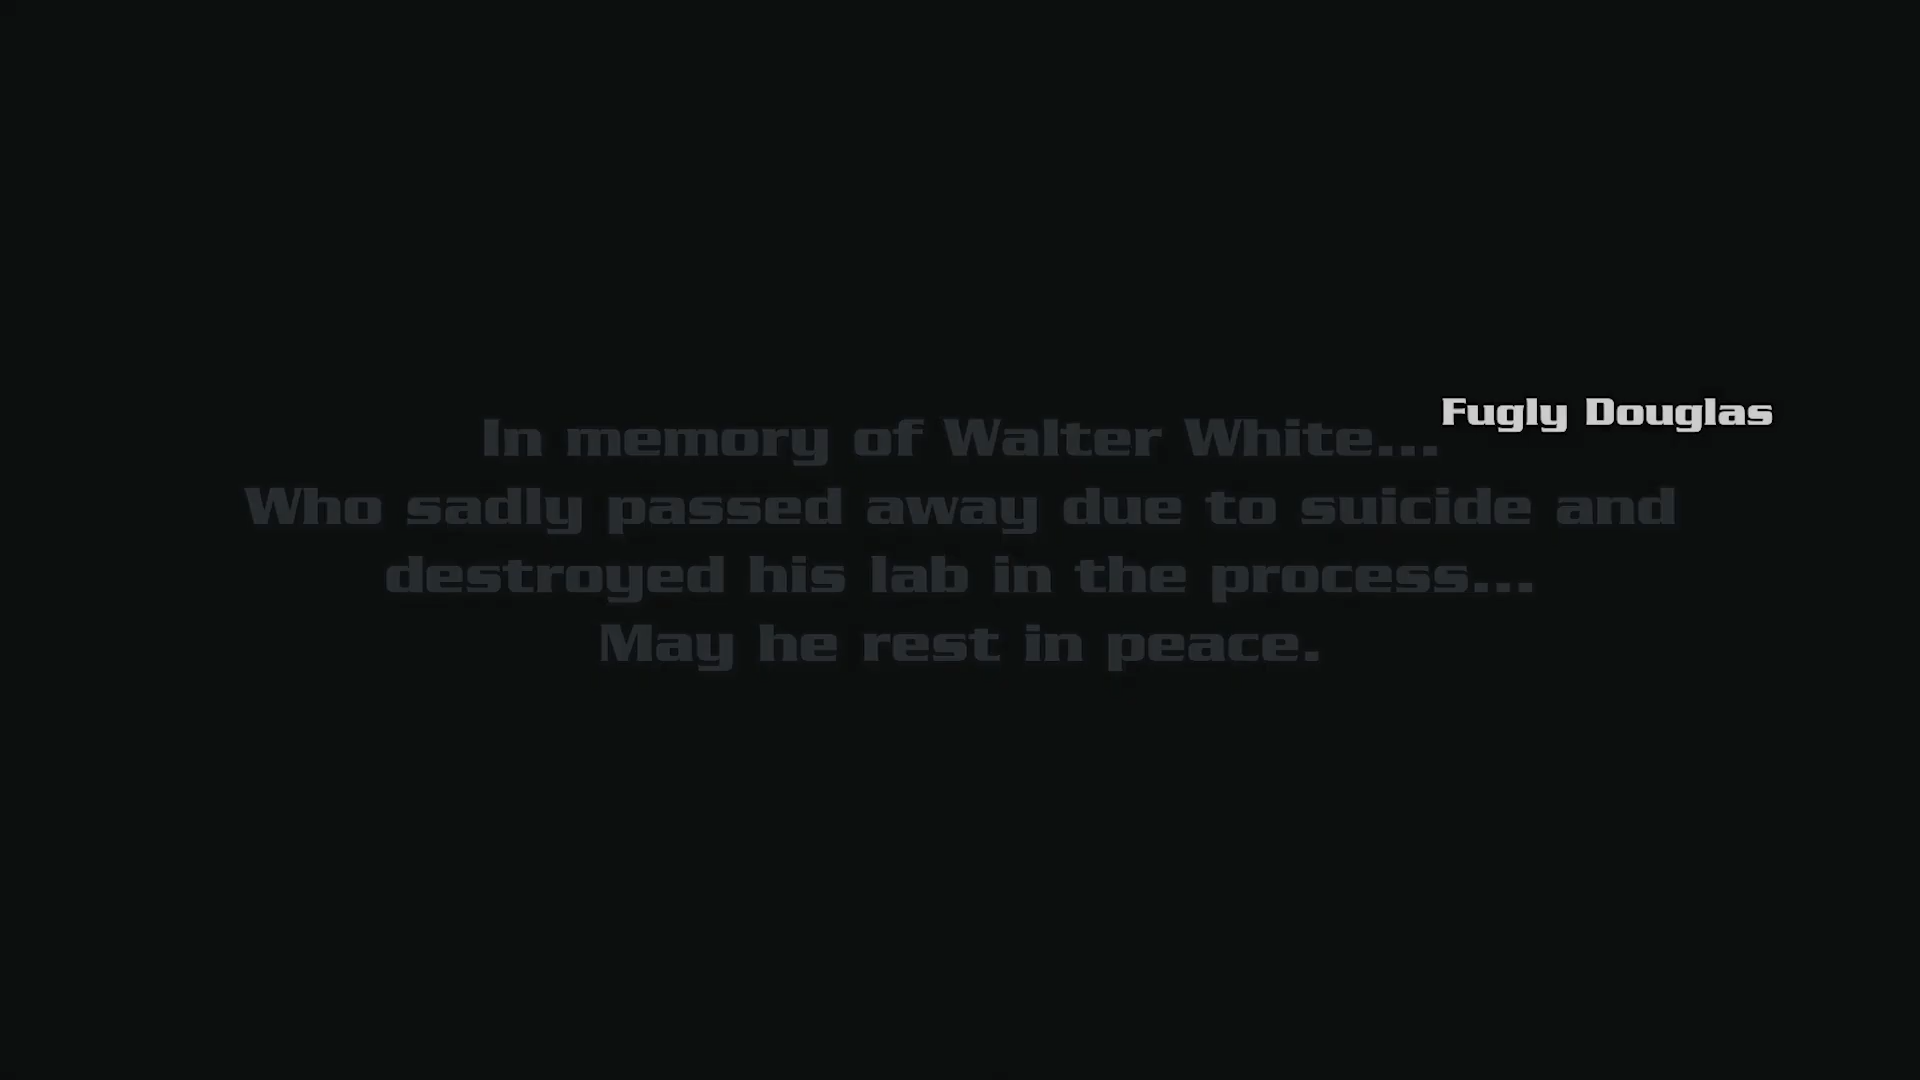 Fugly Douglas
In memory of Walter White...
Who sadly passed away due to suicide and
destroyed his lab in the process...
May he rest in peace.